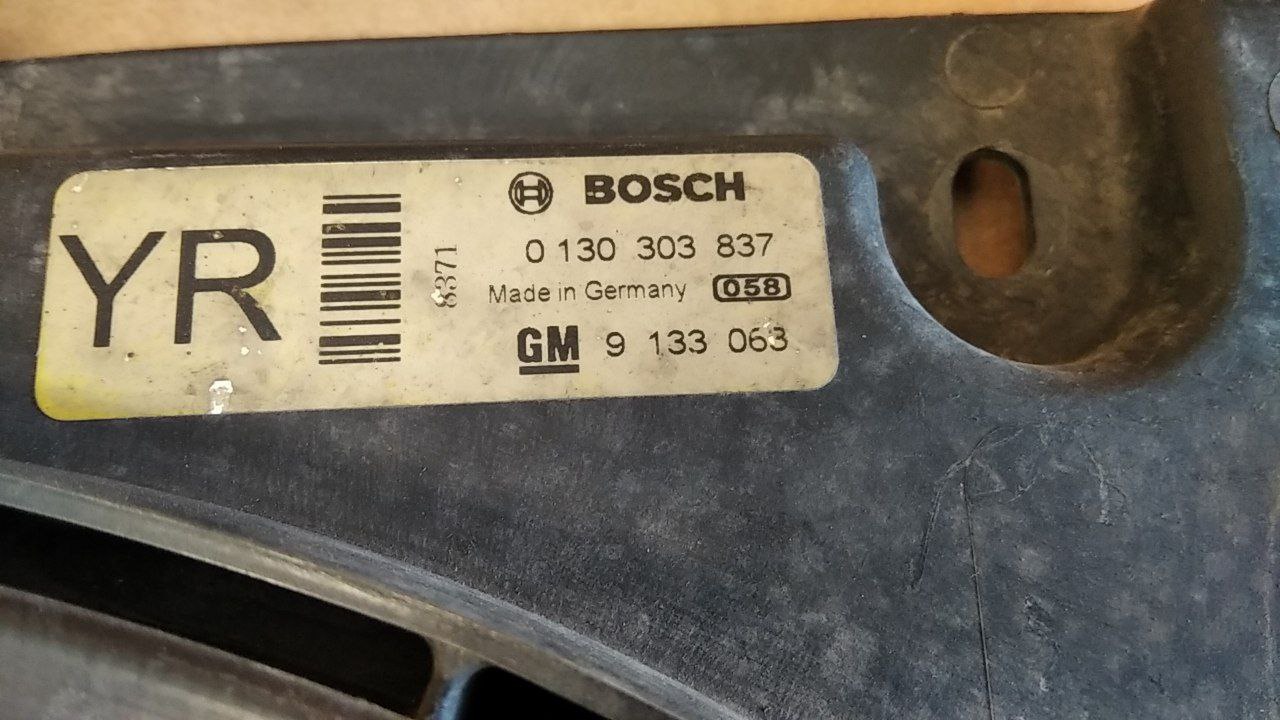 YR
8371
BOSCH
0 130 303 837
Made in Germany 058
GM 9 133 063